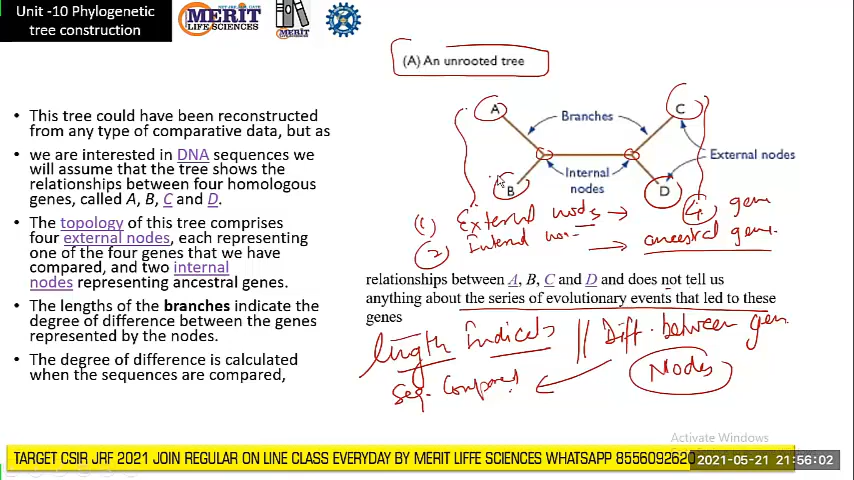 Unit -10 Phylogenetic
tree construction
MERIT
LIFE SCIENCES
MERIT
(A) An unrooted tree
A
Branches
C
External nodes
Internal
nodes
B
D
• This tree could have been reconstructed
from any type of comparative data, but as
• we are interested in DNA sequences we
will assume that the tree shows the
relationships between four homologous
genes, called A, B, C and D.
• The topology of this tree comprises
four external nodes, each representing
one of the four genes that we have
compared, and two internal
nodes representing ancestral genes.
• The lengths of the branches indicate the
degree of difference between the genes
represented by the nodes.
• The degree of difference is calculated
when the sequences are compared,
(1) External nods → 4 gene
(2) Internal → ancestral gene.
relationships between A, B, C and D and does not tell us
anything about the series of evolutionary events that led to these
genes
length Indicats // Diff. between gen
Nodes
seq. Compared
Activate Windows
TARGET CSIR JRF 2021 JOIN REGULAR ON LINE CLASS EVERYDAY BY MERIT LIFFE SCIENCES WHATSAPP 8556092620
2021-05-21 21:56:02